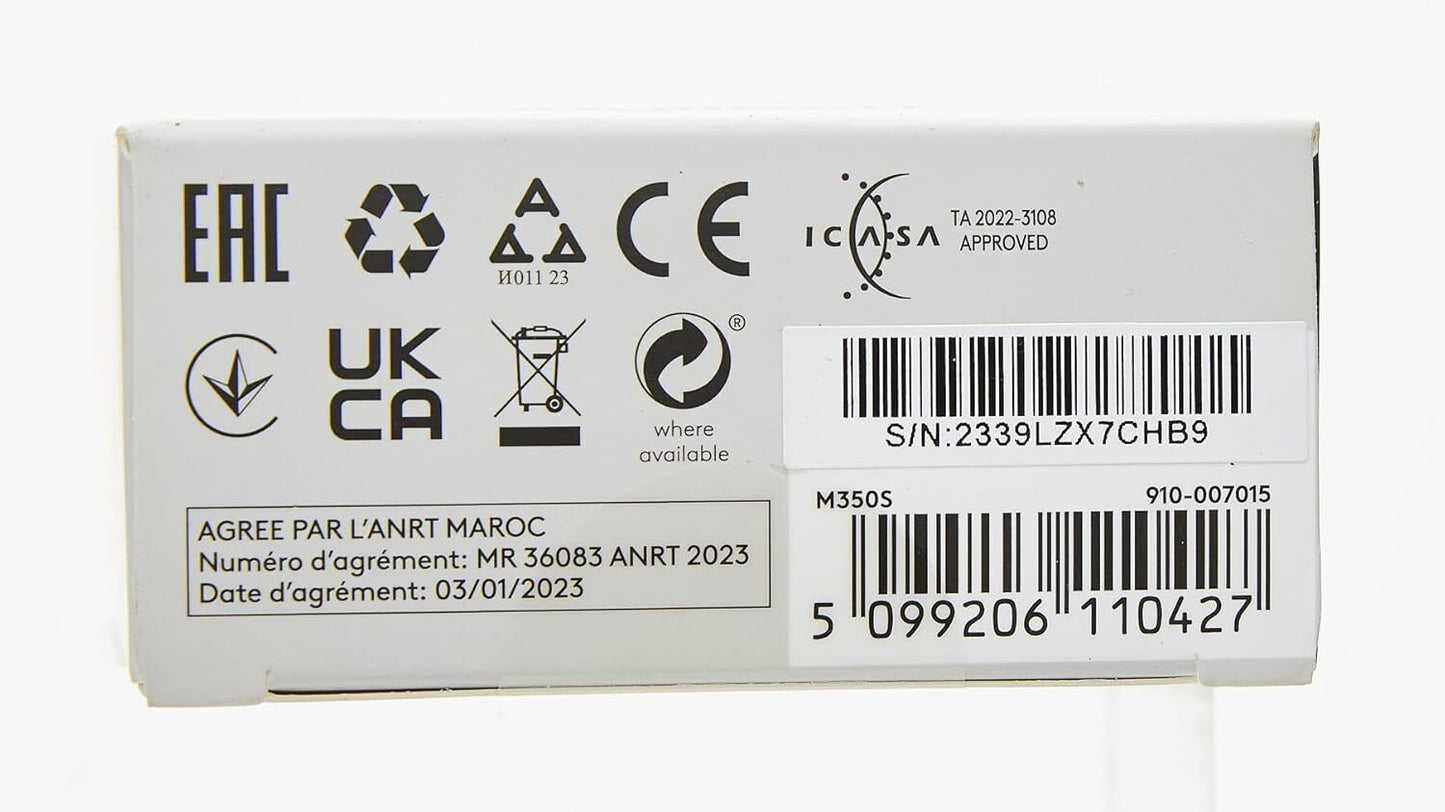 EAC
И011 23
CE
ICASA
TA 2022-3108
APPROVED
UK
CA
®
where
available
S/N:2339LZX7CHB9
AGREE PAR L’ANRT MAROC
Numéro d’agrément: MR 36083 ANRT 2023
Date d’agrément: 03/01/2023
M350S
910-007015
5 099206 110427